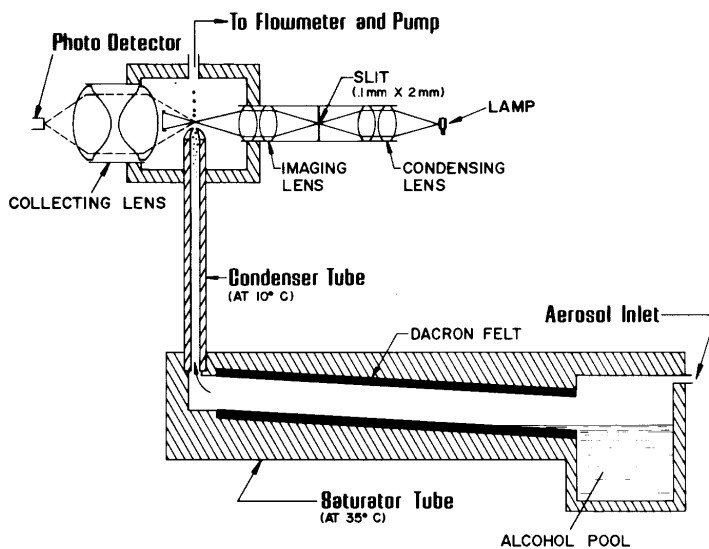 To Flowmeter and Pump
Photo Detector
SLIT
(.1mm X 2mm)
LAMP
IMAGING
LENS
CONDENSING
LENS
COLLECTING LENS
Condenser Tube
(AT 10° C)
Aerosol Inlet
DACRON FELT
Saturator Tube
(AT 35° C)
ALCOHOL POOL